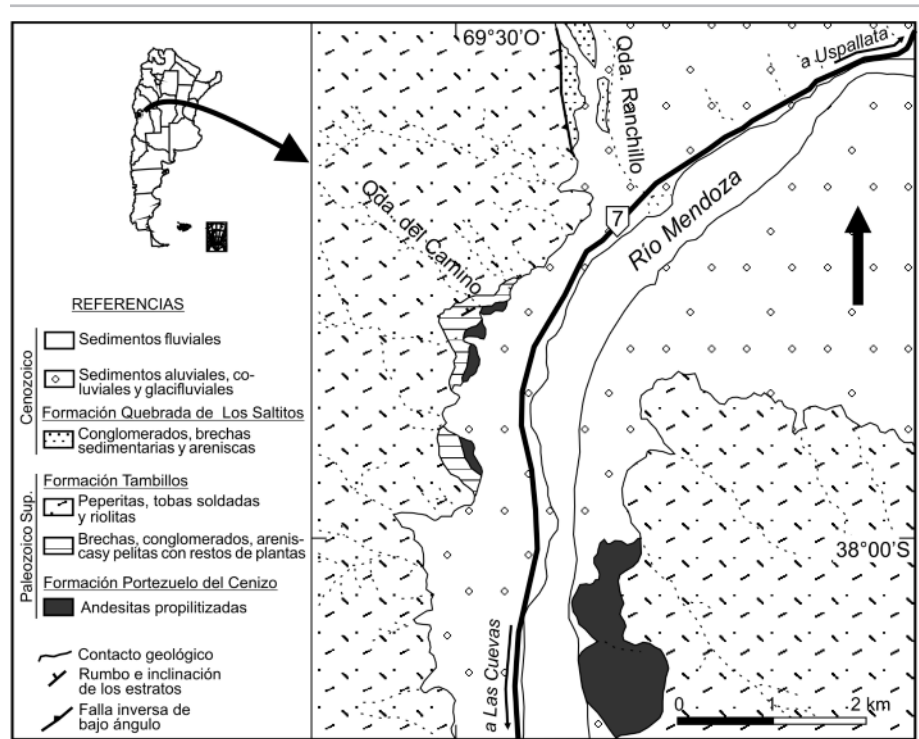 REFERENCIAS
Cenozoico
Sedimentos fluviales
Sedimentos aluviales, co-
luviales y glacifluviales
Formación Quebrada de Los Saltitos
Conglomerados, brechas
sedimentarias y areniscas
Paleozoico Sup.
Formación Tambillos
Peperitas, tobas soldadas
y riolitas
Brechas, conglomerados, arenis-
casy pelitas con restos de plantas
Formación Portezuelo del Cenizo
Andesitas propilitizadas
Contacto geológico
Rumbo e inclinación
de los estratos
Falla inversa de
bajo ángulo
69°30'O
a Uspallata
Qda. Ranchillo
Qda. del Camino
7
Río Mendoza
38°00'S
a Las Cuevas
0 1 2 km